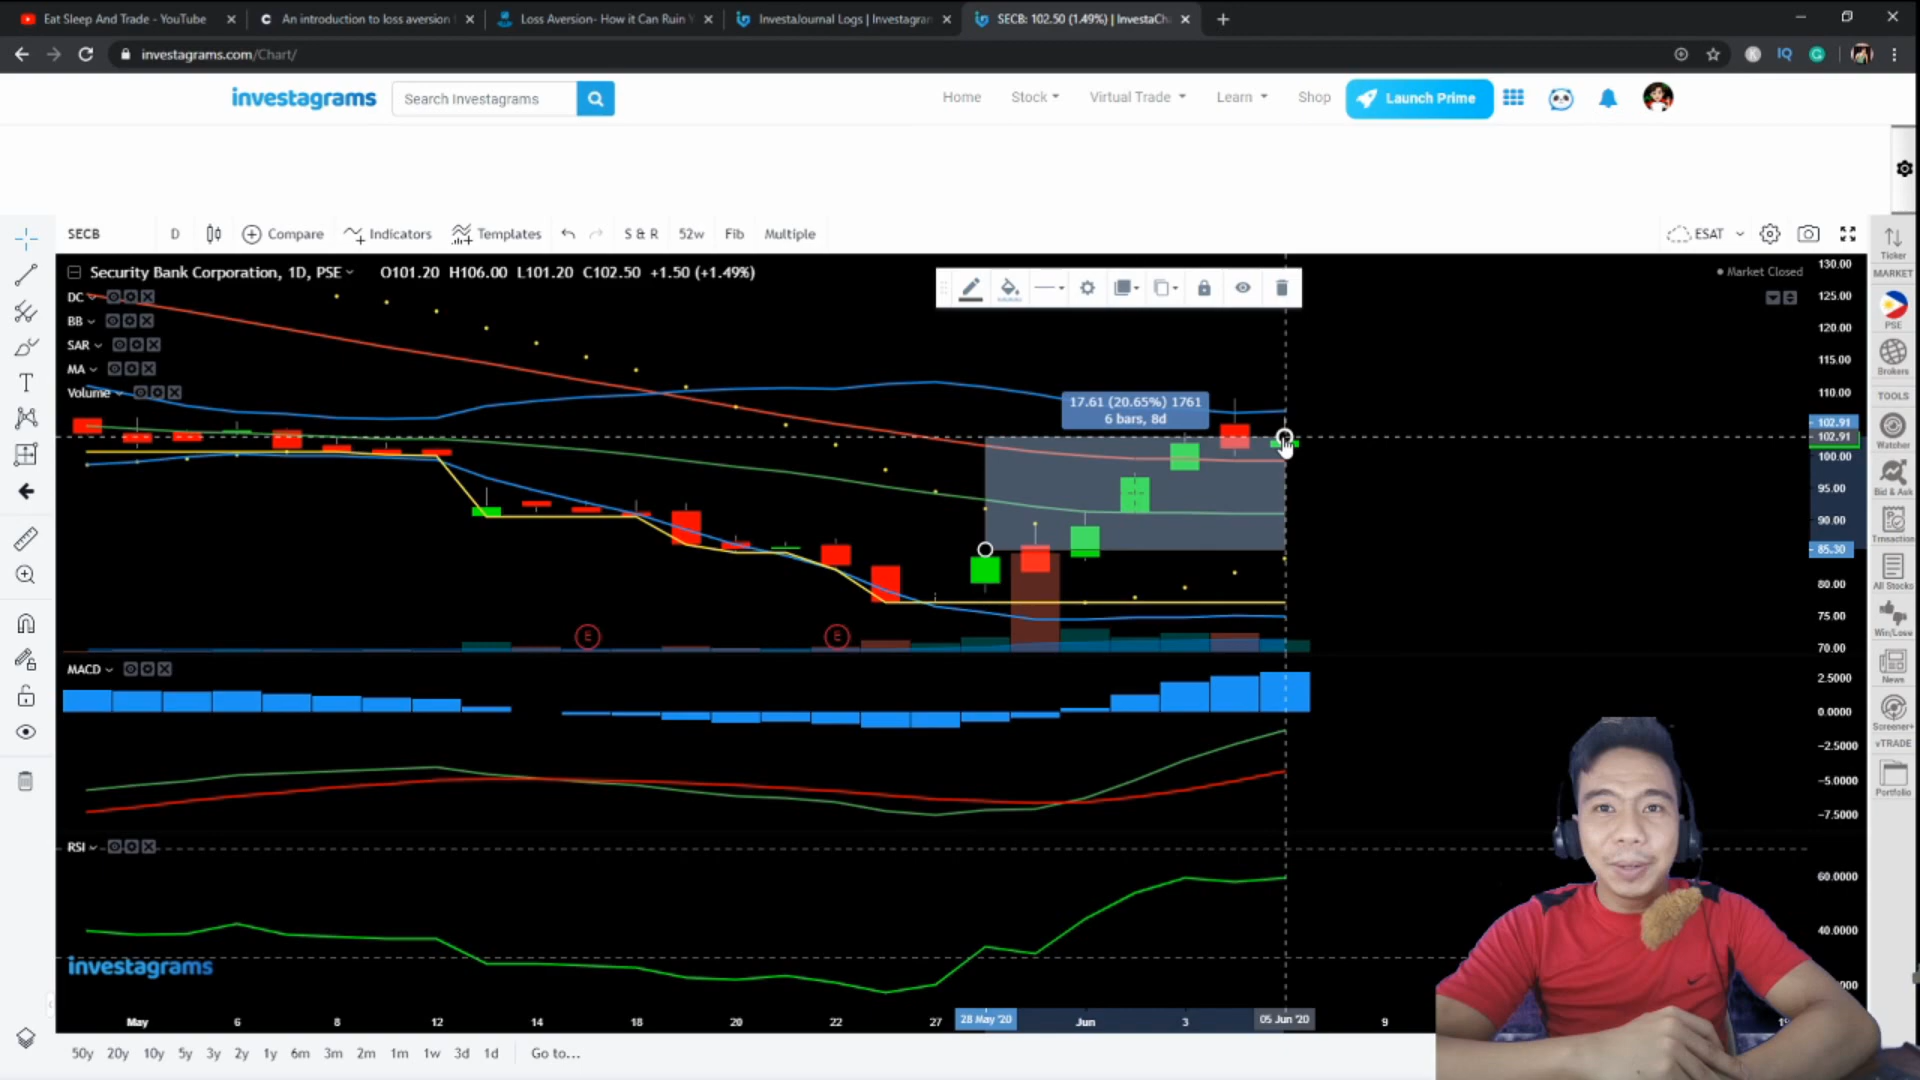 Eat Sleep And Trade - YouTube
An introduction to loss aversion
Loss Aversion- How it Can Ruin Y
InvestaJournal Logs | Investagram
SECB: 102.50 (1.49%) | InvestaCh
investagrams.com/Chart/
IQ
investagrams
Search Investagrams
Home
Stock
Virtual Trade
Learn
Shop
Launch Prime
SECB
D
Compare
Indicators
Templates
S & R
52w
Fib
Multiple
ESAT
Ticker
Security Bank Corporation, 1D, PSE
O101.20 H106.00 L101.20 C102.50 +1.50 (+1.49%)
Market Closed
DC
BB
SAR
MA
Volume
17.61 (20.65%) 1761
6 bars, 8d
130.00
125.00
120.00
115.00
110.00
102.91
102.91
100.00
95.00
90.00
85.30
80.00
75.00
70.00
E
E
MACD
2.5000
0.0000
-2.5000
-5.0000
-7.5000
RSI
60.0000
40.0000
investagrams
May
6
8
12
14
18
20
22
27
28 May '20
Jun
3
05 Jun '20
9
50y
20y
10y
5y
3y
2y
1y
6m
3m
2m
1m
1w
3d
1d
Go to...
MARKET
PSE
Brokers
TOOLS
Watcher
Bid & Ask
Trnsaction
All Stocks
Win/Lose
News
Screener+
vTRADE
Portfolio